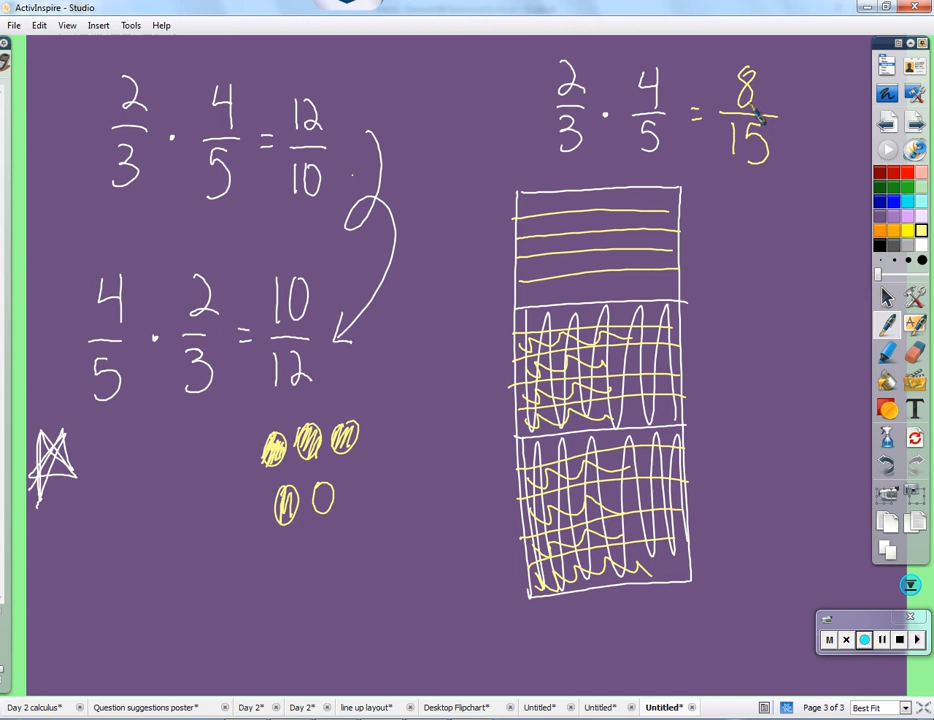 ActivInspire - Studio
File Edit View Insert Tools Help
2/3 · 4/5 = 12/10
4/5 · 2/3 = 10/12
2/3 · 4/5 = 8/15
T
M
Day 2 calculus* Question suggestions poster* Day 2* Day 2* line up layout* Desktop Flipchart* Untitled* Untitled* Untitled* Page 3 of 3 Best Fit